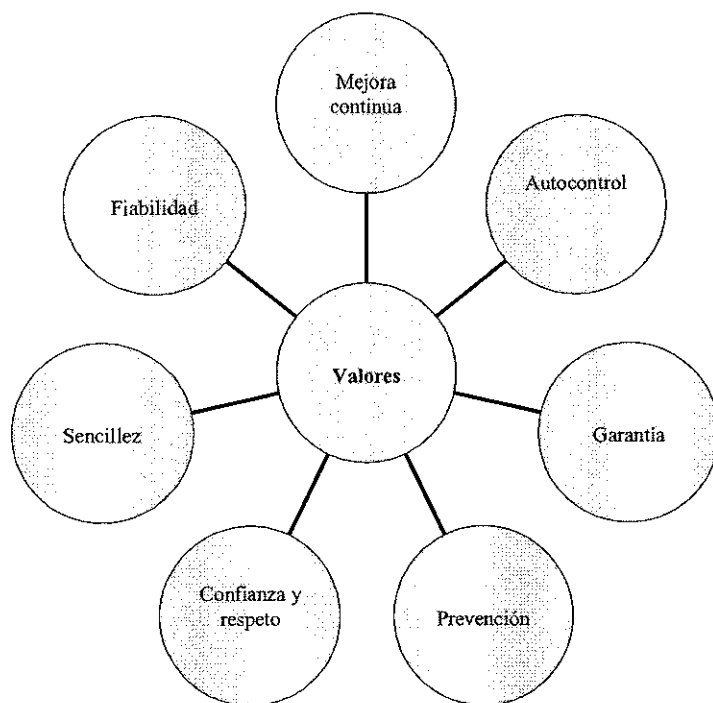 Mejora
continua
Autocontrol
Fiabilidad
Valores
Garantía
Sencillez
Confianza y
respeto
Prevención